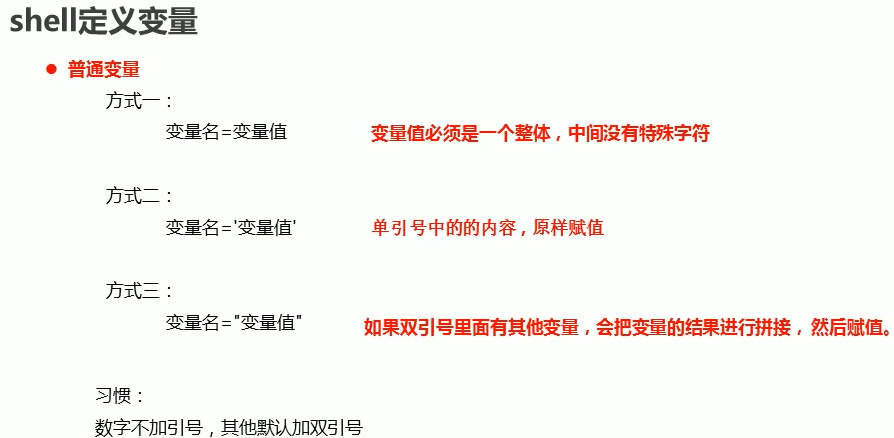 shell定义变量
● 普通变量
方式一：
变量名=变量值 变量值必须是一个整体，中间没有特殊字符
方式二：
变量名='变量值' 单引号中的的内容，原样赋值
方式三：
变量名="变量值" 如果双引号里面有其他变量，会把变量的结果进行拼接，然后赋值。
习惯：
数字不加引号，其他默认加双引号